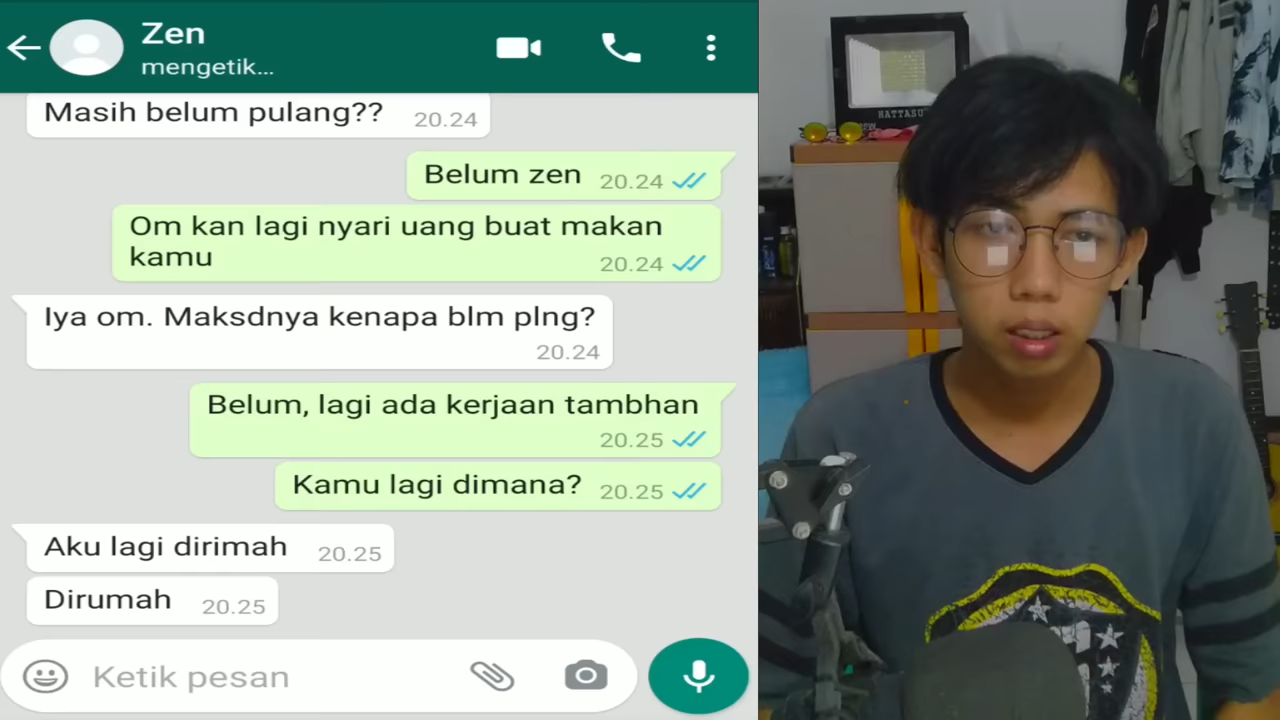 Zen
mengetik...
Masih belum pulang?? 20.24
Belum zen 20.24
Om kan lagi nyari uang buat makan
kamu 20.24
Iya om. Maksdnya kenapa blm plng?
20.24
Belum, lagi ada kerjaan tambhan
20.25
Kamu lagi dimana? 20.25
Aku lagi dirimah 20.25
Dirumah 20.25
Ketik pesan